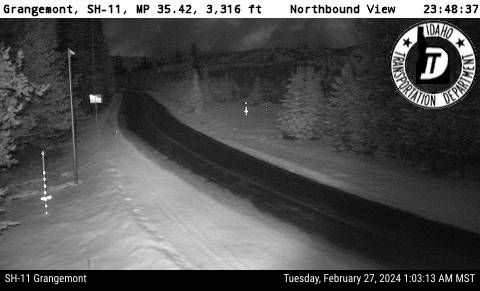 Grangemont, SH-11, MP 35.42, 3,316 ft Northbound View 23:48:37
IDAHO
TRANSPORTATION DEPARTMENT
SH-11 Grangemont Tuesday, February 27, 2024 1:03:13 AM MST